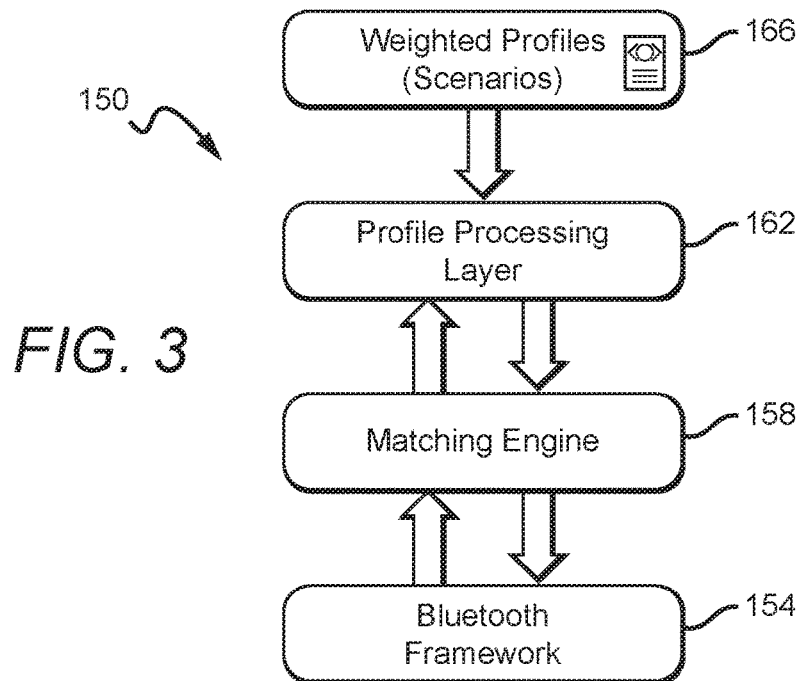 Weighted Profiles
(Scenarios)
166
150
Profile Processing
Layer
162
FIG. 3
Matching Engine
158
Bluetooth
Framework
154